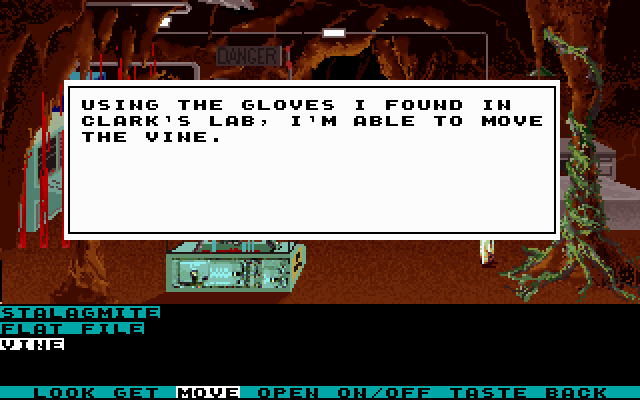 DANGER
USING THE GLOVES I FOUND IN
CLARK'S LAB, I'M ABLE TO MOVE
THE VINE.
STALAGMITE
FLAT FILE
VINE
LOOK GET MOVE OPEN ON/OFF TASTE BACK